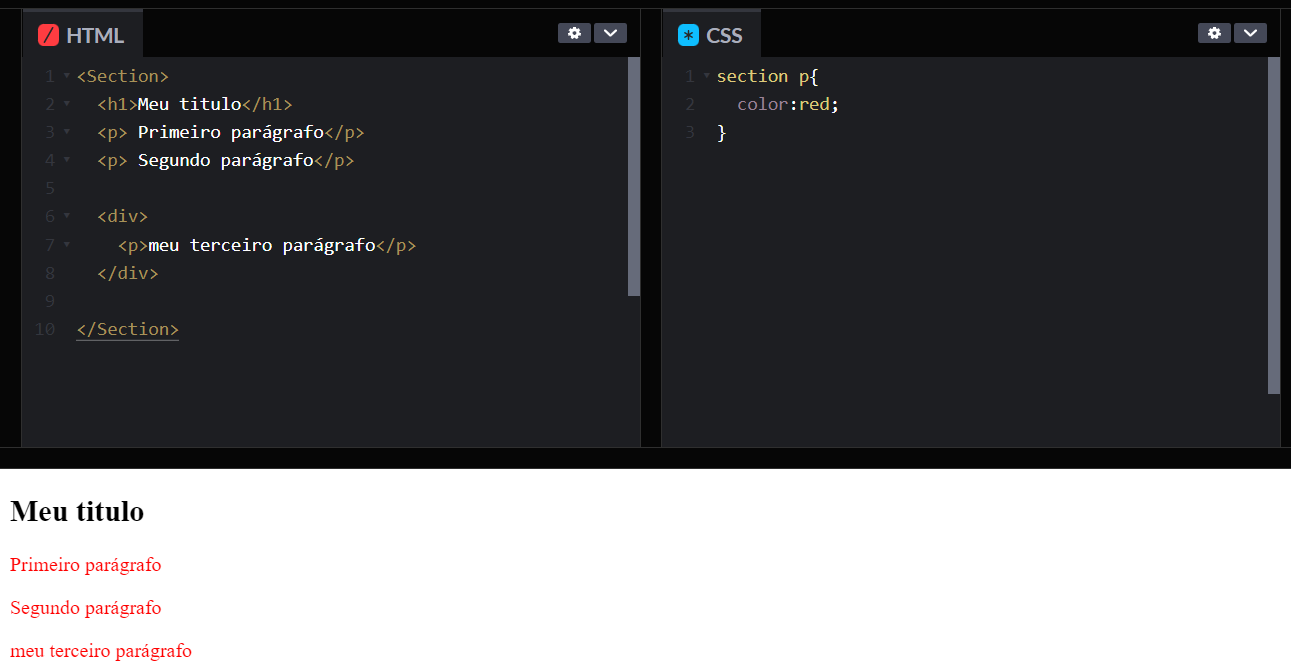 HTML
1 <Section>
2 <h1>Meu titulo</h1>
3 <p> Primeiro parágrafo</p>
4 <p> Segundo parágrafo</p>
5
6 <div>
7 <p>meu terceiro parágrafo</p>
8 </div>
9
10 </Section>
CSS
1 section p{
2 color:red;
3 }
Meu titulo
Primeiro parágrafo
Segundo parágrafo
meu terceiro parágrafo